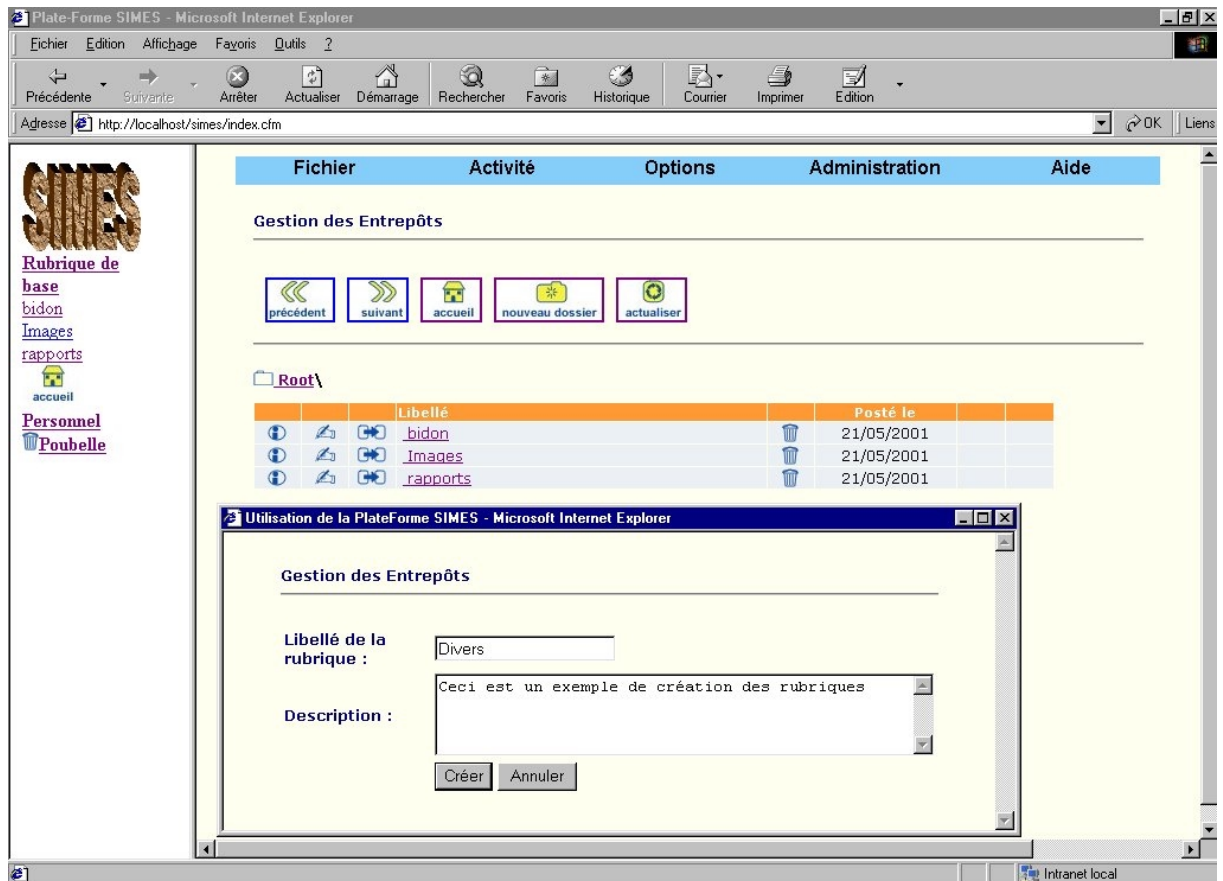 Plate-Forme SIMES - Microsoft Internet Explorer
Fichier Edition Affichage Favoris Outils ?
Précédente Suivante Arrêter Actualiser Démarrage Rechercher Favoris Historique Courrier Imprimer Edition
Adresse http://localhost/simes/index.cfm OK Liens
SIMES
Rubrique de
base
bidon
Images
rapports
accueil
Personnel
Poubelle
Fichier Activité Options Administration Aide
Gestion des Entrepôts
précédent suivant accueil nouveau dossier actualiser
Root\
Libellé Posté le
bidon 21/05/2001
Images 21/05/2001
rapports 21/05/2001
Utilisation de la PlateForme SIMES - Microsoft Internet Explorer
Gestion des Entrepôts
Libellé de la
rubrique :
Divers
Ceci est un exemple de création des rubriques
Description :
Créer Annuler
Intranet local